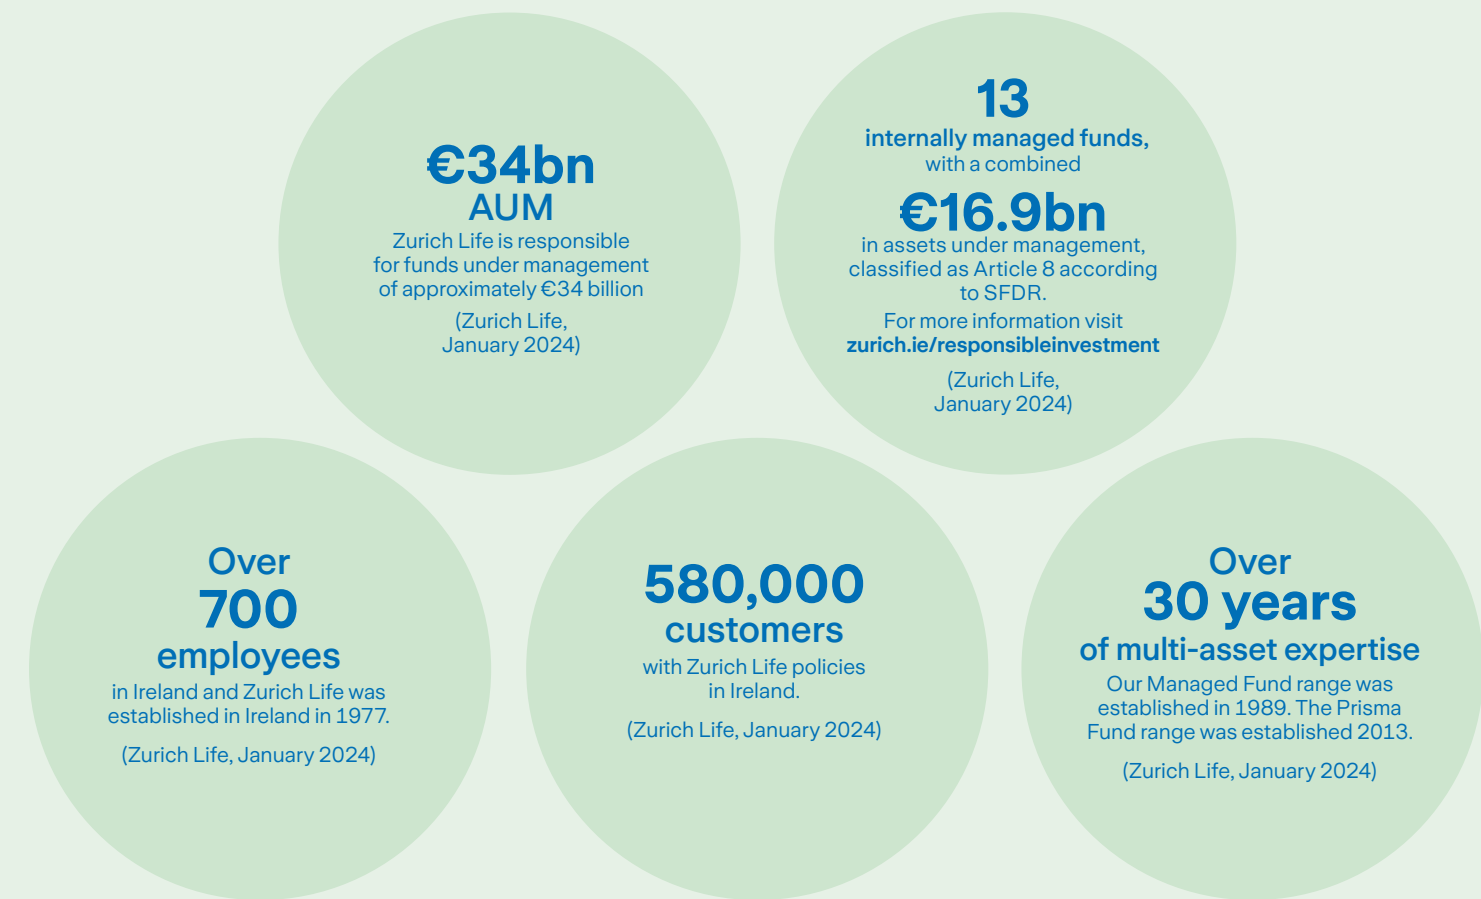 €34bn
AUM
Zurich Life is responsible
for funds under management
of approximately €34 billion
(Zurich Life,
January 2024)
13
internally managed funds,
with a combined
€16.9bn
in assets under management,
classified as Article 8 according
to SFDR.
For more information visit
zurich.ie/responsibleinvestment
(Zurich Life,
January 2024)
Over
700
employees
in Ireland and Zurich Life was
established in Ireland in 1977.
(Zurich Life, January 2024)
580,000
customers
with Zurich Life policies
in Ireland.
(Zurich Life, January 2024)
Over
30 years
of multi-asset expertise
Our Managed Fund range was
established in 1989. The Prisma
Fund range was established 2013.
(Zurich Life, January 2024)